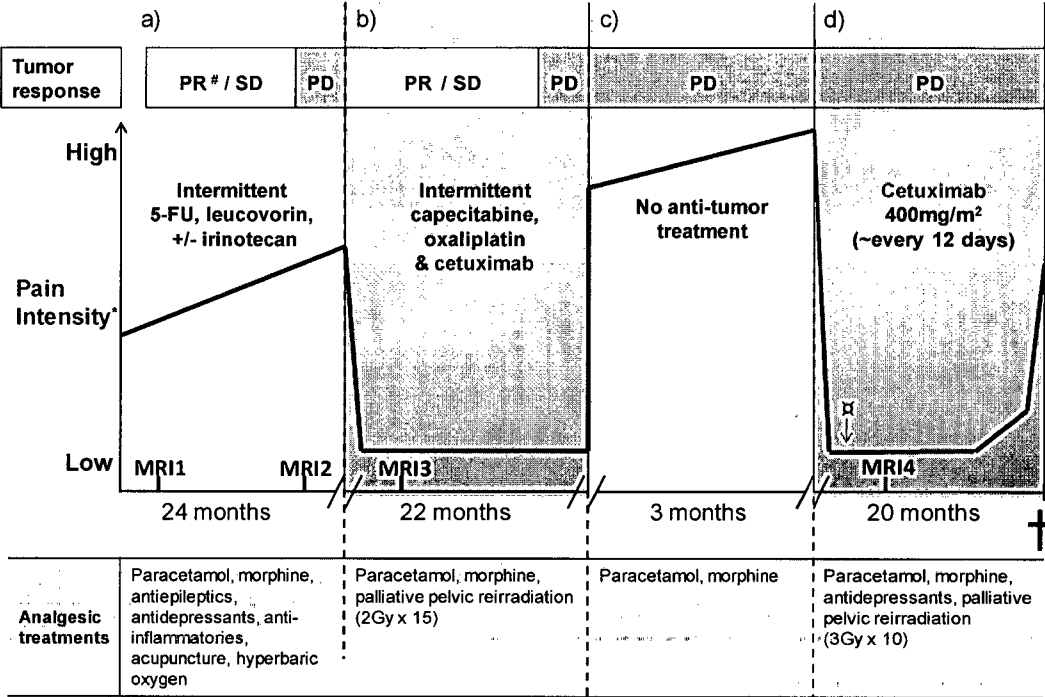 a)
b)
c)
d)
Tumor
response
PR # / SD
PD
PR / SD
PD
PD
PD
High
Pain
Intensity*
Low
Intermittent
5-FU, leucovorin,
+/- irinotecan
Intermittent
capecitabine,
oxaliplatin
& cetuximab
No anti-tumor
treatment
Cetuximab
400mg/m²
(~every 12 days)
¤
MRI1
MRI2
MRI3
MRI4
24 months
22 months
3 months
20 months
†
Analgesic
treatments
Paracetamol, morphine,
antiepileptics,
antidepressants, anti-
inflammatories,
acupuncture, hyperbaric
oxygen
Paracetamol, morphine,
palliative pelvic reirradiation
(2Gy x 15)
Paracetamol, morphine
Paracetamol, morphine,
antidepressants, palliative
pelvic reirradiation
(3Gy x 10)